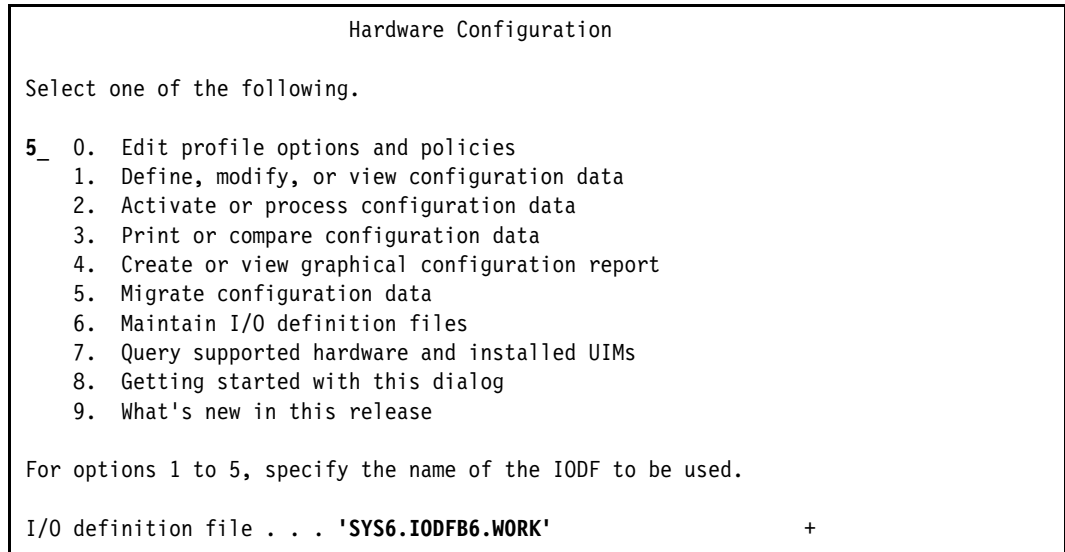 Hardware Configuration
Select one of the following.
5_ 0. Edit profile options and policies
1. Define, modify, or view configuration data
2. Activate or process configuration data
3. Print or compare configuration data
4. Create or view graphical configuration report
5. Migrate configuration data
6. Maintain I/O definition files
7. Query supported hardware and installed UIMs
8. Getting started with this dialog
9. What's new in this release
For options 1 to 5, specify the name of the IODF to be used.
I/O definition file . . . 'SYS6.IODFB6.WORK' +